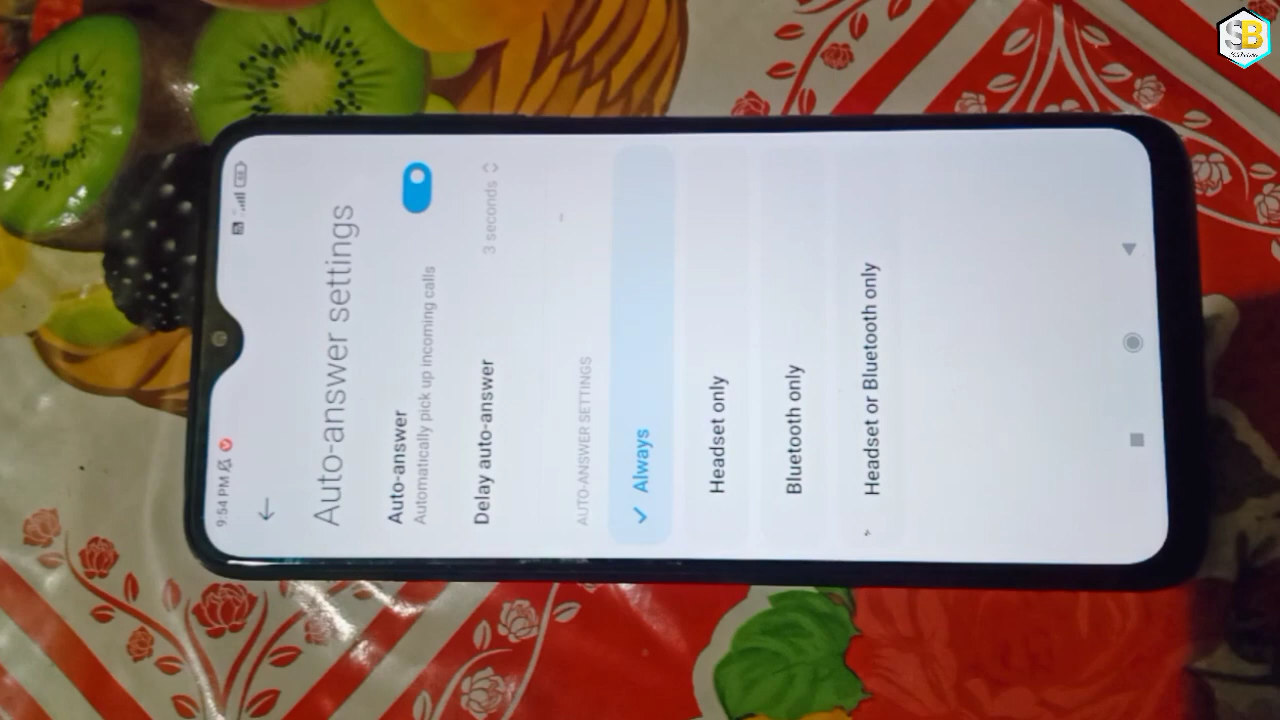 9:54 PM
Auto-answer settings
Auto-answer
Automatically pick up incoming calls
Delay auto-answer
3 seconds
AUTO-ANSWER SETTINGS
Always
Headset only
Bluetooth only
Headset or Bluetooth only
SB